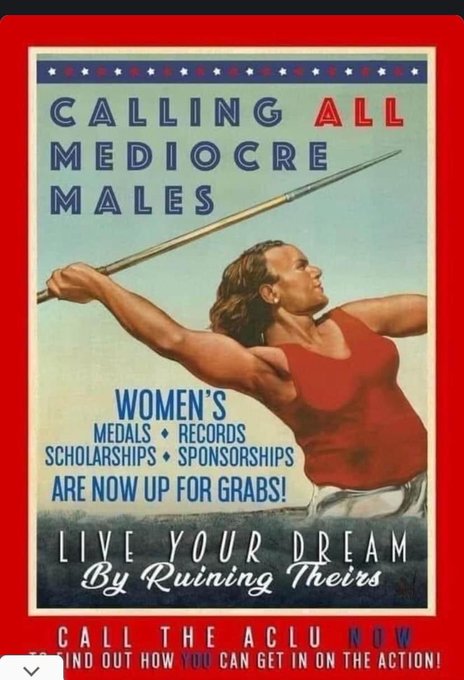 CALLING ALL
MEDIOCRE
MALES
WOMEN'S
MEDALS • RECORDS
SCHOLARSHIPS • SPONSORSHIPS
ARE NOW UP FOR GRABS!
LIVE YOUR DREAM
By Ruining Theirs
CALL THE ACLU NOW
TO FIND OUT HOW YOU CAN GET IN ON THE ACTION!